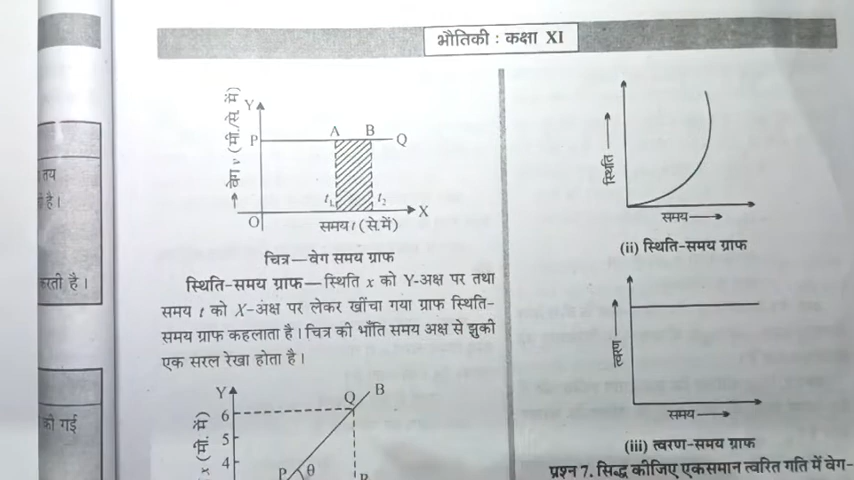 भौतिकी : कक्षा XI
तय
है।
करती है।
की गई
वेग v (मी./से. में)
Y
P
A
B
Q
t₁
t₂
O
X
समय t (से. में)
चित्र—वेग समय ग्राफ
स्थिति-समय ग्राफ—स्थिति x को Y-अक्ष पर तथा
समय t को X-अक्ष पर लेकर खींचा गया ग्राफ स्थिति-
समय ग्राफ कहलाता है। चित्र की भाँति समय अक्ष से झुकी
एक सरल रेखा होता है।
Y
6
5
4
x (मी. में)
Q
B
P
θ
स्थिति
समय
(ii) स्थिति-समय ग्राफ
त्वरण
समय
(iii) त्वरण-समय ग्राफ
प्रश्न 7. सिद्ध कीजिए एकसमान त्वरित गति में वेग-